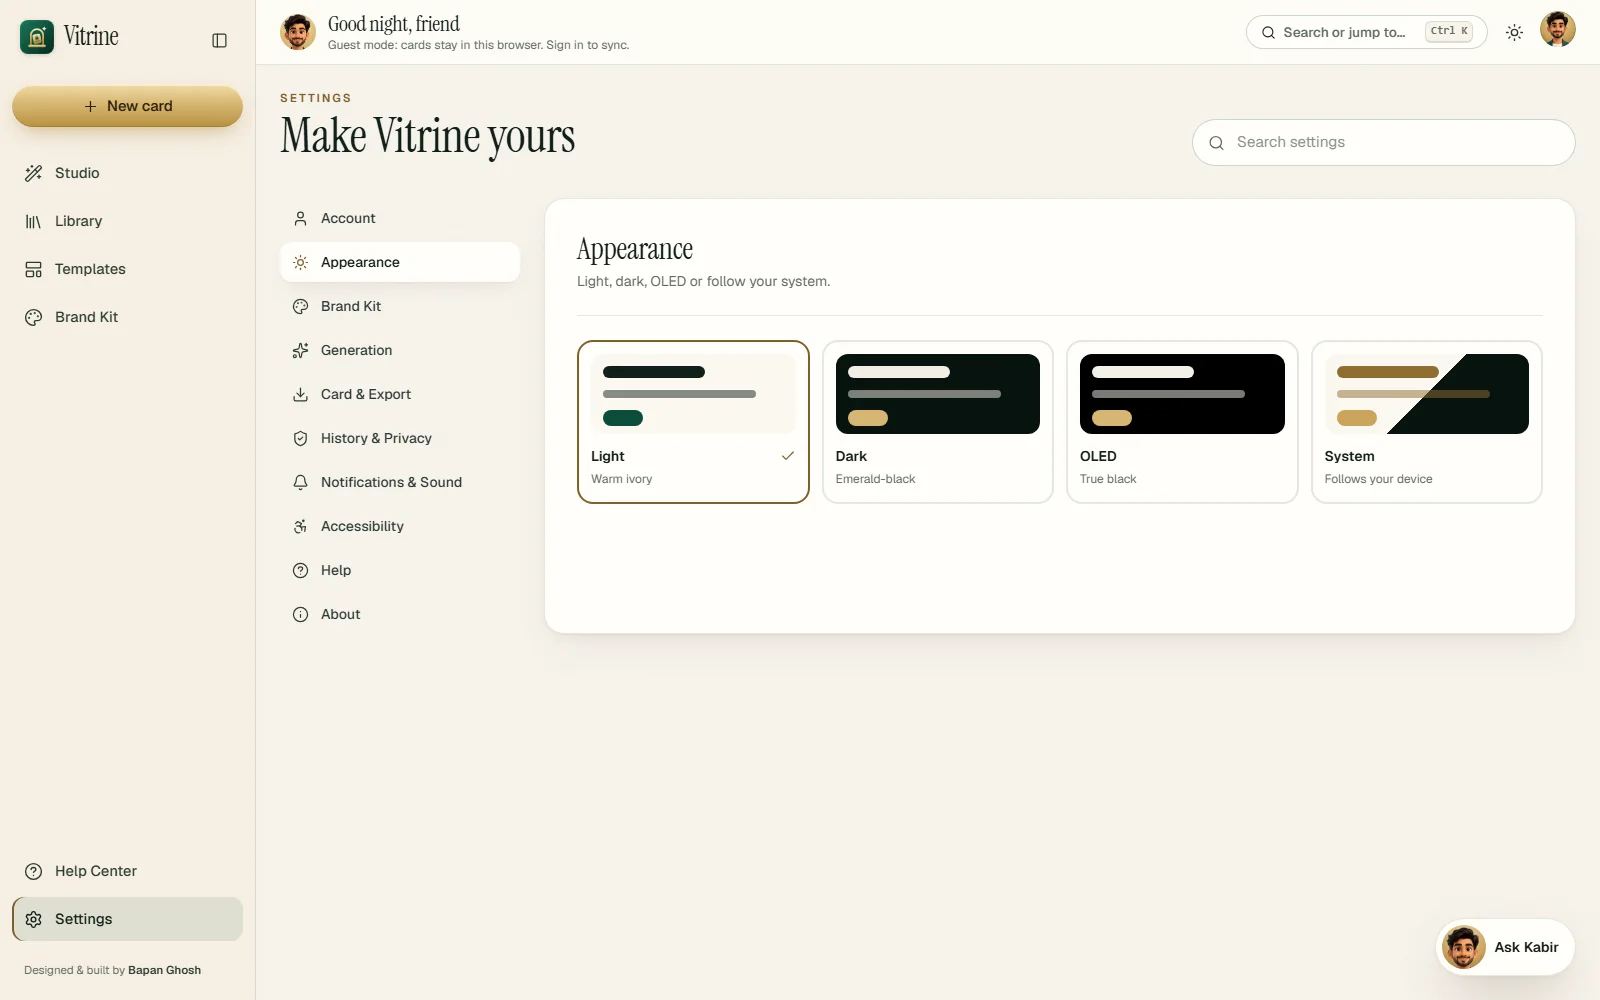 Vitrine
New card
Studio
Library
Templates
Brand Kit
Help Center
Settings
Designed & built by Bapan Ghosh
Good night, friend
Guest mode: cards stay in this browser. Sign in to sync.
Search or jump to...
Ctrl K
SETTINGS
Make Vitrine yours
Search settings
Account
Appearance
Brand Kit
Generation
Card & Export
History & Privacy
Notifications & Sound
Accessibility
Help
About
Appearance
Light, dark, OLED or follow your system.
Light
Warm ivory
Dark
Emerald-black
OLED
True black
System
Follows your device
Ask Kabir